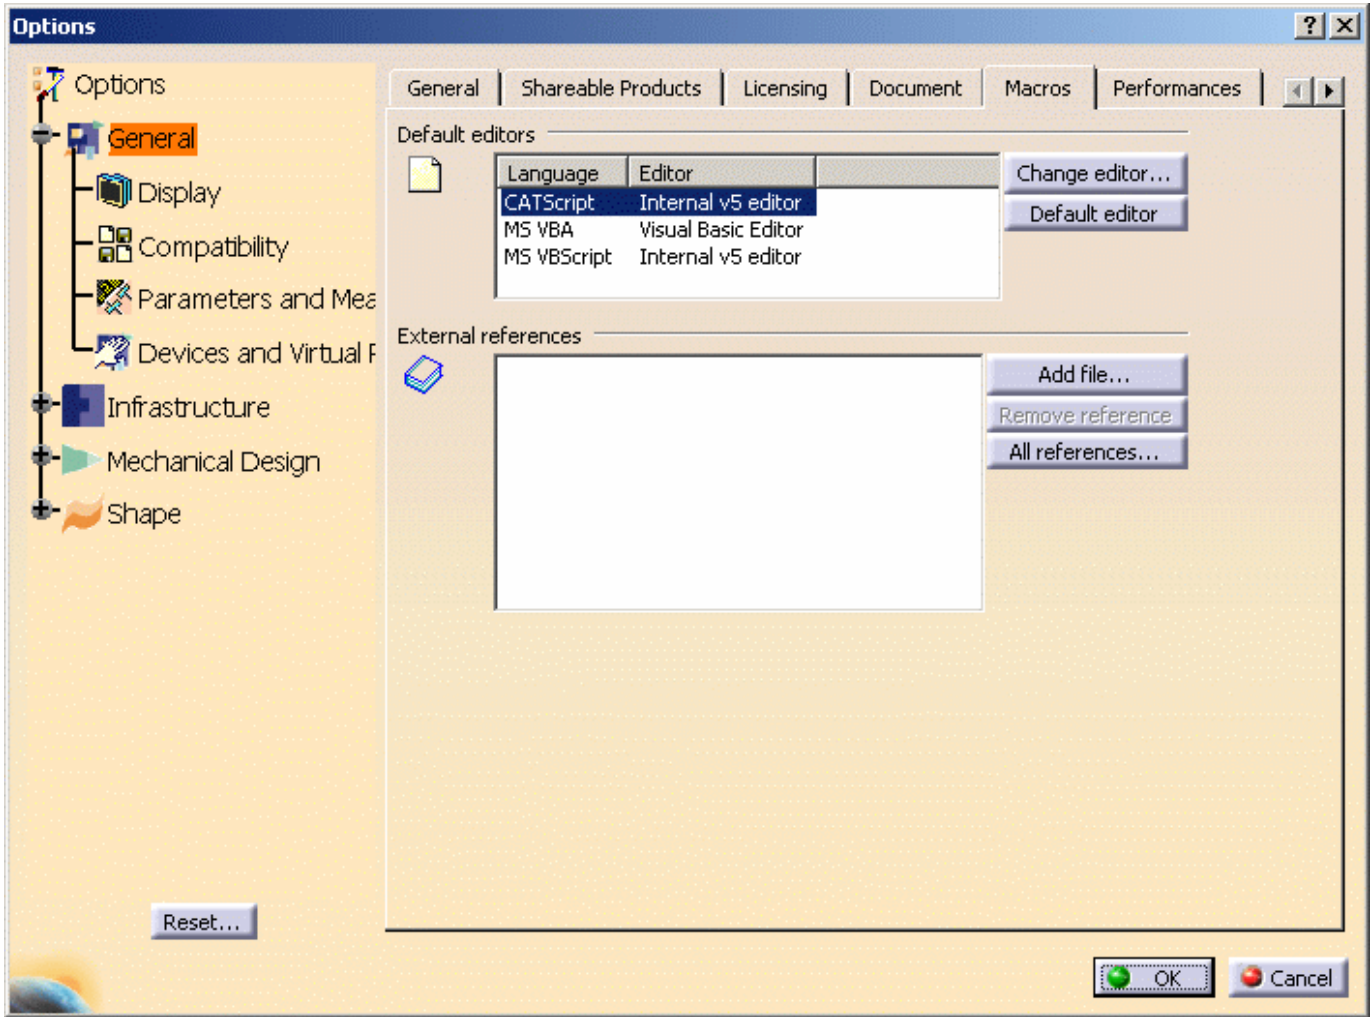 Options
Options
General
Display
Compatibility
Parameters and Mea
Devices and Virtual
Infrastructure
Mechanical Design
Shape
Reset...
General Shareable Products Licensing Document Macros Performances
Default editors
Language Editor
CATScript Internal v5 editor
MS VBA Visual Basic Editor
MS VBScript Internal v5 editor
Change editor...
Default editor
External references
Add file...
Remove reference
All references...
OK Cancel